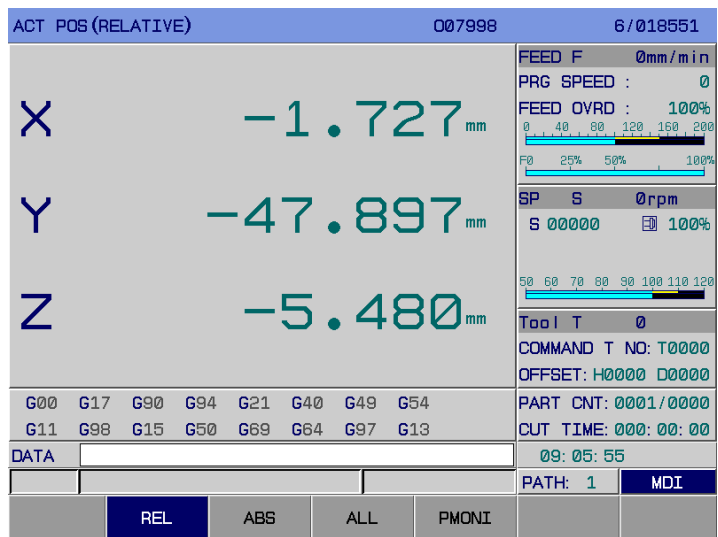 ACT POS(RELATIVE) O07998 6/018551
X -1.727mm
Y -47.897mm
Z -5.480mm
FEED F 0mm/min
PRG SPEED : 0
FEED OVRD : 100%
0 40 80 120 160 200
F0 25% 50% 100%
SP S 0rpm
S 00000 100%
50 60 70 80 90 100 110 120
Tool T 0
COMMAND T NO: T0000
OFFSET: H0000 D0000
G00 G17 G90 G94 G21 G40 G49 G54
G11 G98 G15 G50 G69 G64 G97 G13
PART CNT: 0001/0000
CUT TIME: 000:00:00
DATA
09:05:55
PATH: 1 MDI
REL ABS ALL PMONI